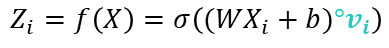 Zᵢ = f(X) = σ((WXᵢ + b)°vᵢ)